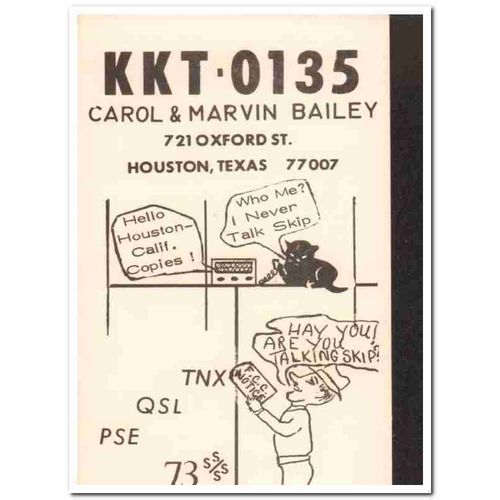 KKT·0135
CAROL & MARVIN BAILEY
721 OXFORD ST.
HOUSTON, TEXAS 77007
Who Me?
I Never
Talk Skip
Hello
Houston-
Calif.
Copies!
HAY YOU!
ARE YOU
TALKING SKIP?
F.C.C.
NOTICE
TNX
QSL
PSE
73 s/s/s/s